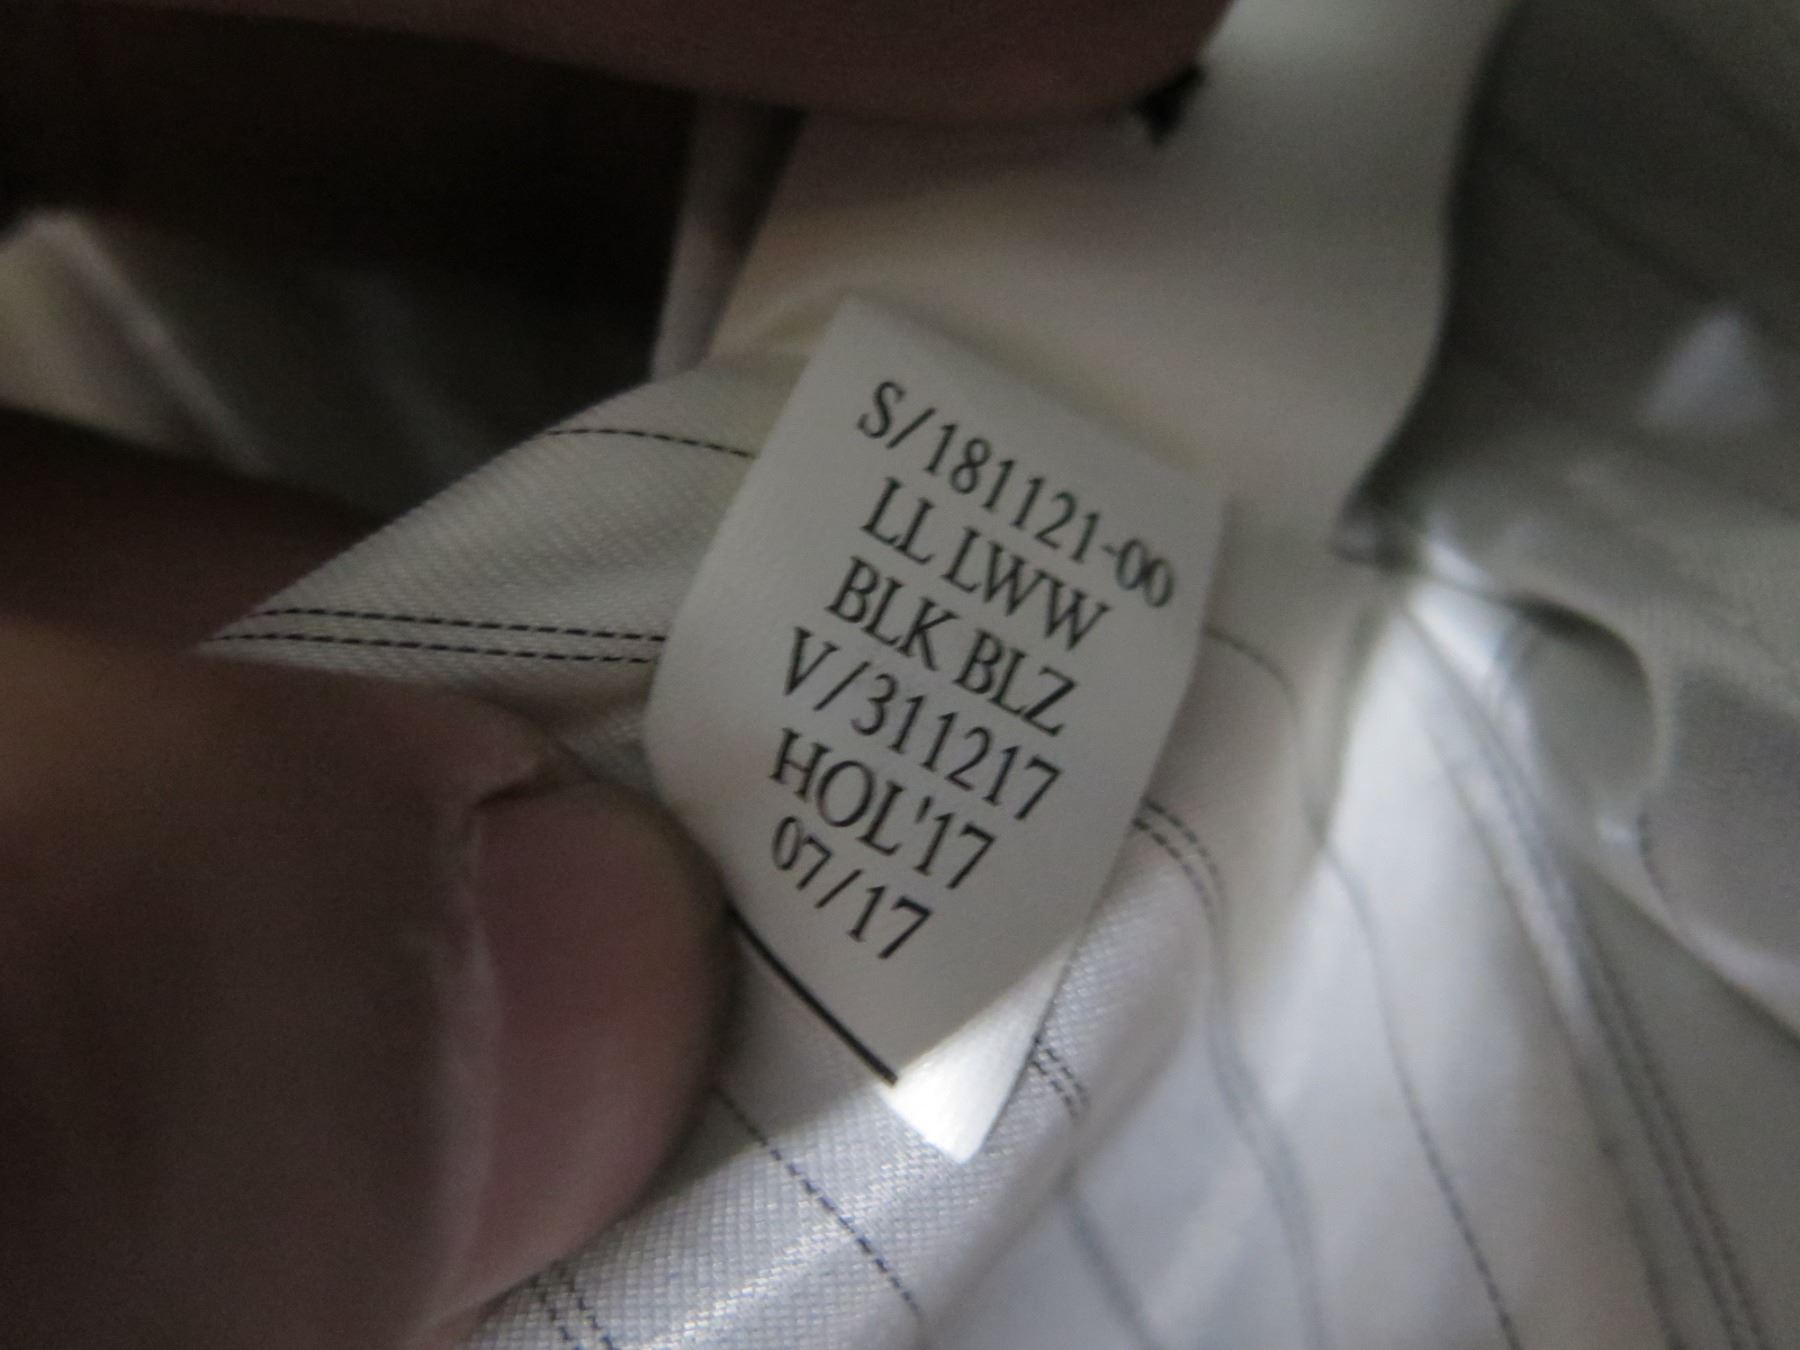 S/181121-00
LL LWW
BLK BLZ
V/311217
HOL'17
07/17